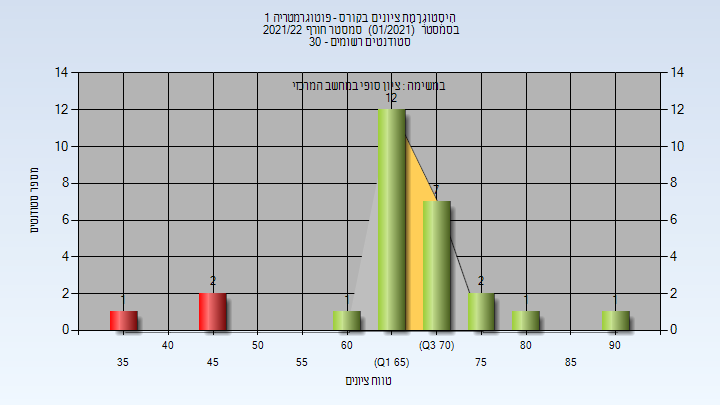 היסטוגרמת ציונים בקורס - פוטוגרמטריה 1
בסמסטר (01/2021) סמסטר חורף 2021/22
סטודנטים רשומים - 30
במשימה : ציון סופי במחשב המרכזי
14 14
12 12
10 10
8 8
6 6
4 4
2 2
0 0
1 2 1 12 7 2 1 1
מספר סטודנטים
40 50 60 (Q3 70) 80 90
35 45 55 (Q1 65) 75 85
טווח ציונים